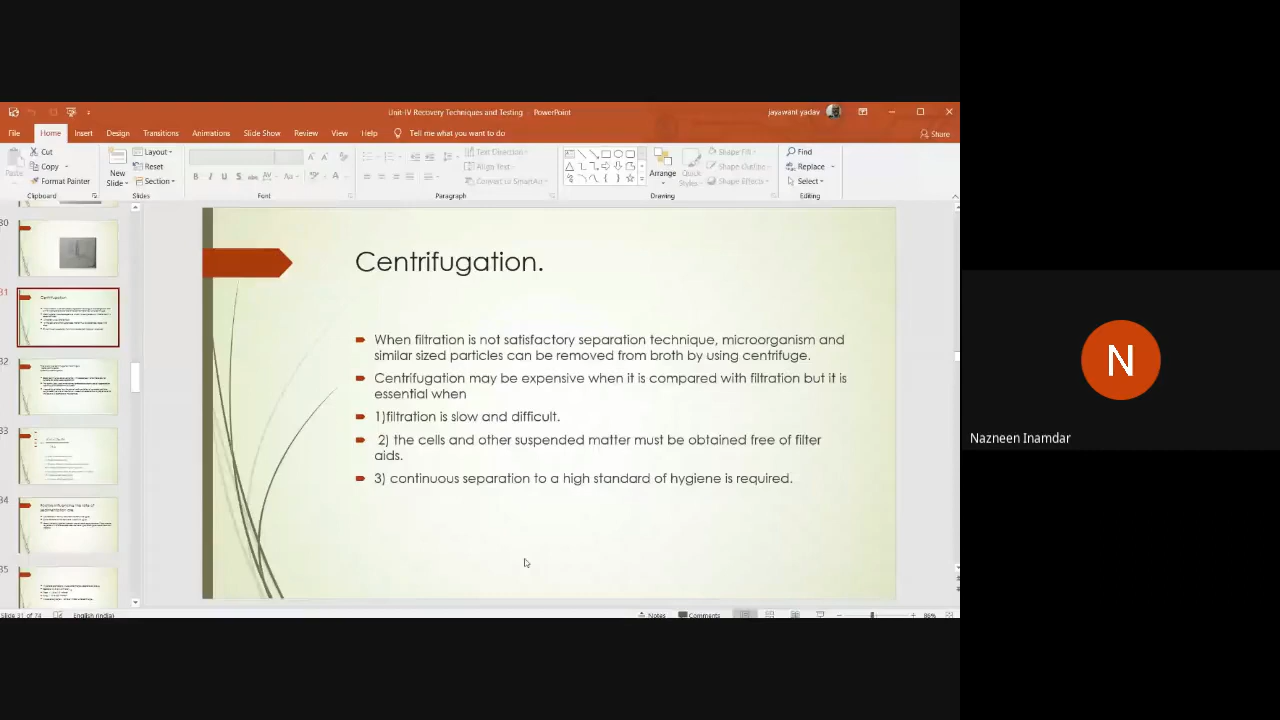 Unit-IV Recovery Techniques and Testing - PowerPoint
jayawant yadav
File Home Insert Design Transitions Animations Slide Show Review View Help Tell me what you want to do
Share
Paste
Cut
Copy
Format Painter
Clipboard
New
Slide
Layout
Reset
Section
Slides
Font
Text Direction
Align Text
Convert to SmartArt
Paragraph
Arrange
Quick
Styles
Shape Fill
Shape Outline
Shape Effects
Drawing
Find
Replace
Select
Editing
Centrifugation.
When filtration is not satisfactory separation technique, microorganism and
similar sized particles can be removed from broth by using centrifuge.
Centrifugation may be expensive when it is compared with filtration but it is
essential when
1)filtration is slow and difficult.
2) the cells and other suspended matter must be obtained free of filter
aids.
3) continuous separation to a high standard of hygiene is required.
Slide 31 of 74 English (India)
Notes Comments 86%
N
Nazneen Inamdar